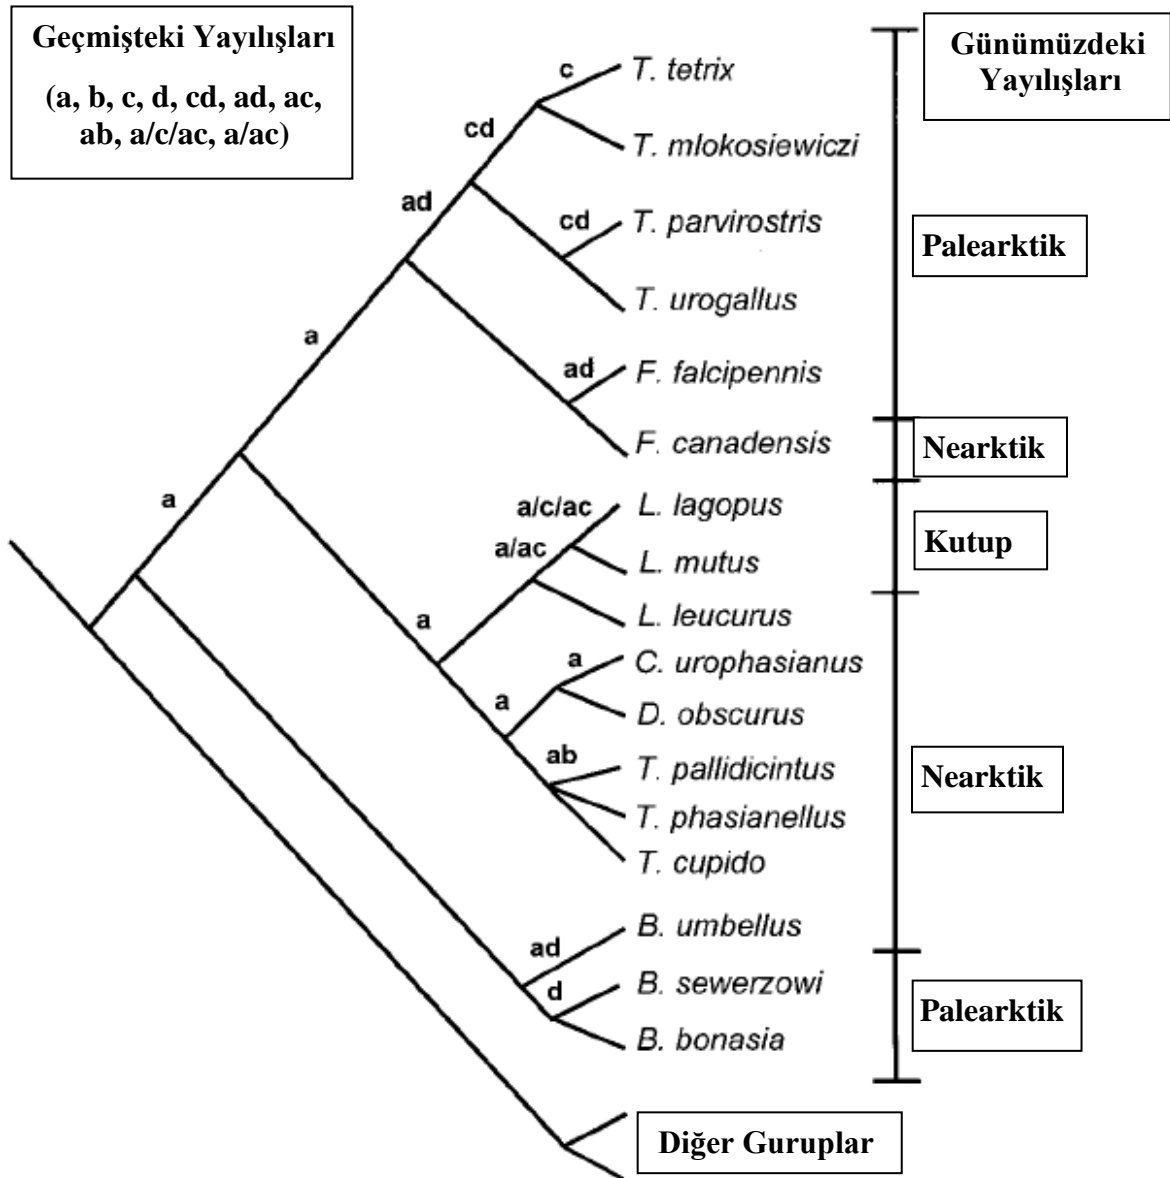 Geçmişteki Yayılışları
(a, b, c, d, cd, ad, ac,
ab, a/c/ac, a/ac)
Günümüzdeki
Yayılışları
c
T. tetrix
cd
T. mlokosiewiczi
ad
cd
T. parvirostris
Palearktik
T. urogallus
a
ad
F. falcipennis
F. canadensis
Nearktik
a
a/c/ac
L. lagopus
a/ac
L. mutus
Kutup
L. leucurus
a
a
C. urophasianus
a
D. obscurus
ab
T. pallidicintus
Nearktik
T. phasianellus
T. cupido
B. umbellus
ad
d
B. sewerzowi
Palearktik
B. bonasia
Diğer Guruplar